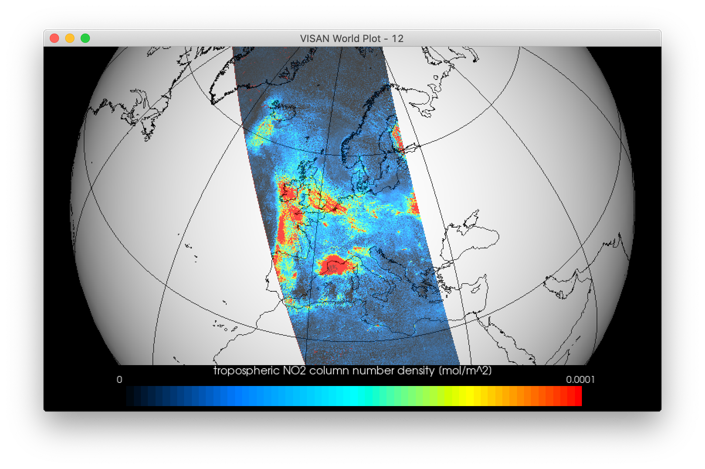 VISAN World Plot - 12
tropospheric NO2 column number density [mol/m^2]
0
0.0001